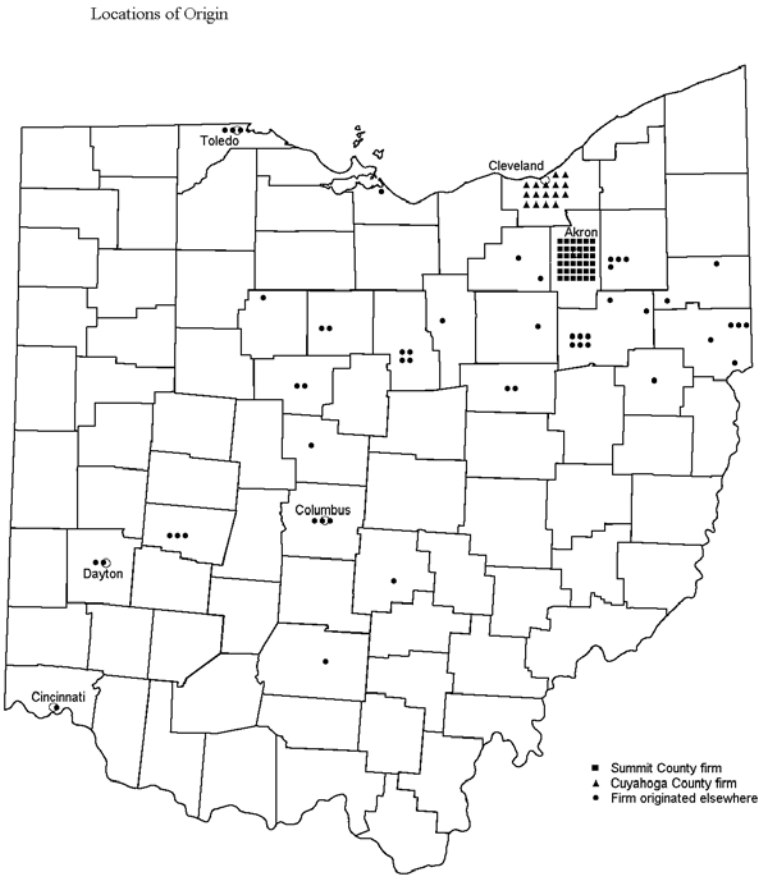 Locations of Origin
Toledo
Cleveland
Akron
Columbus
Dayton
Cincinnati
Summit County firm
Cuyahoga County firm
Firm originated elsewhere